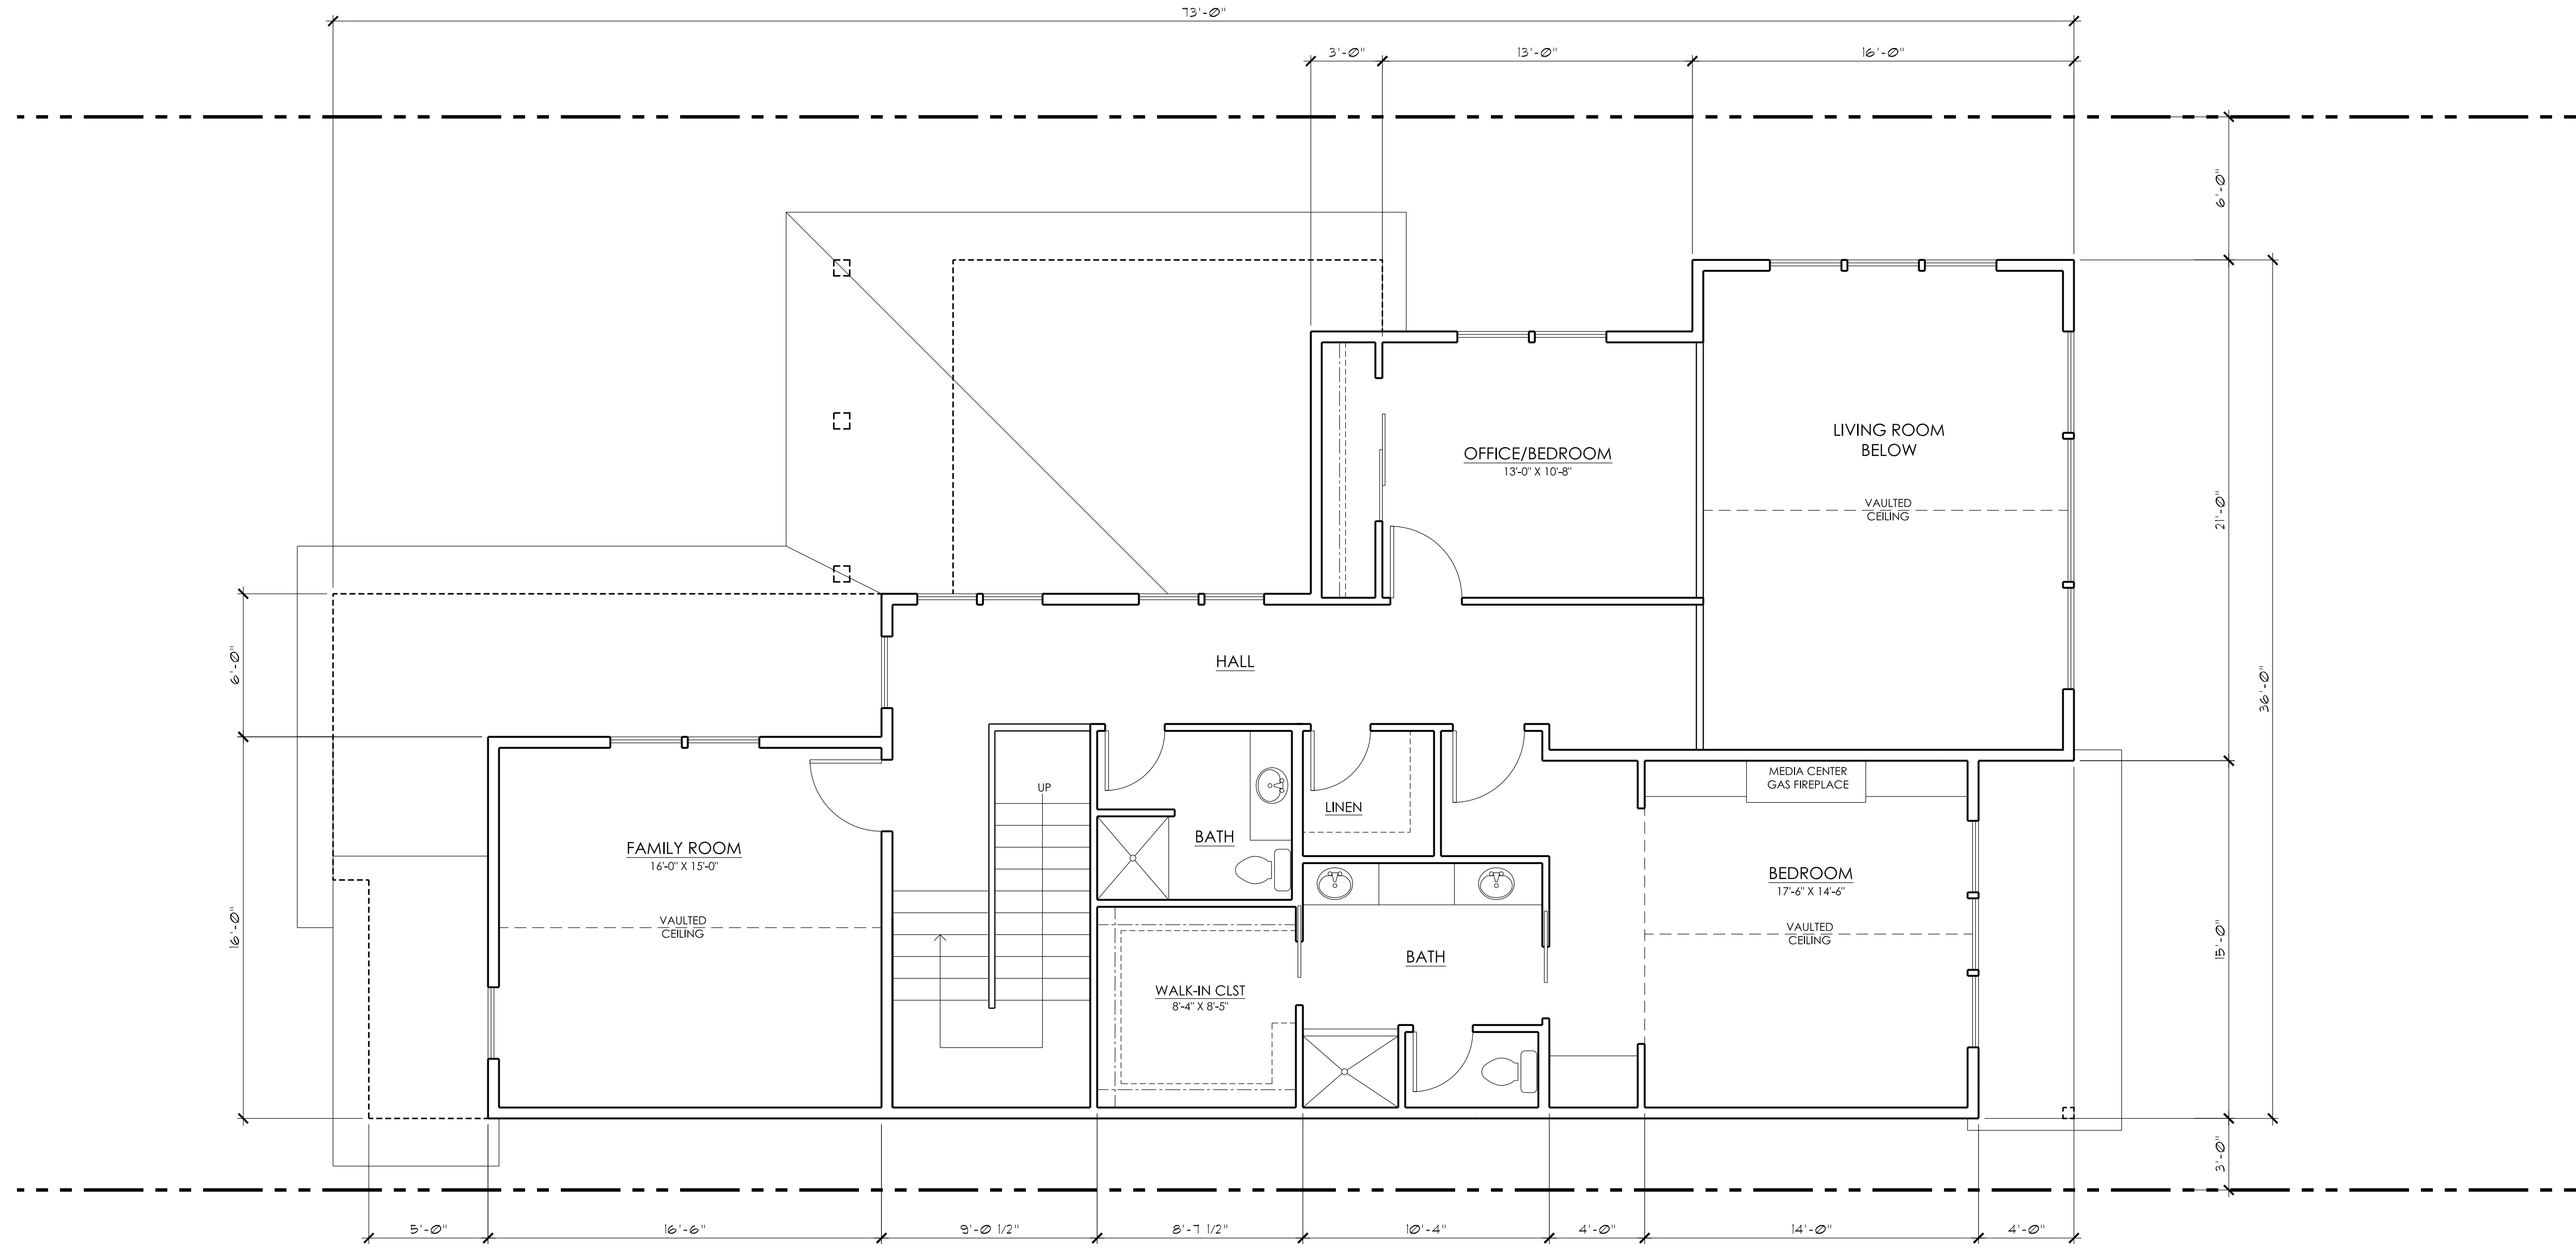 73'-0"
3'-0"
13'-0"
16'-0"
6'-0"
21'-0"
36'-0"
15'-0"
3'-0"
6'-0"
16'-0"
OFFICE/BEDROOM
13'-0" X 10'-8"
LIVING ROOM
BELOW
VAULTED
CEILING
HALL
FAMILY ROOM
16'-0" X 15'-0"
VAULTED
CEILING
UP
BATH
LINEN
MEDIA CENTER
GAS FIREPLACE
BEDROOM
17'-6" X 14'-6"
VAULTED
CEILING
WALK-IN CLST
8'-4" X 8'-5"
BATH
5'-0"
16'-6"
9'-0 1/2"
8'-7 1/2"
10'-4"
4'-0"
14'-0"
4'-0"